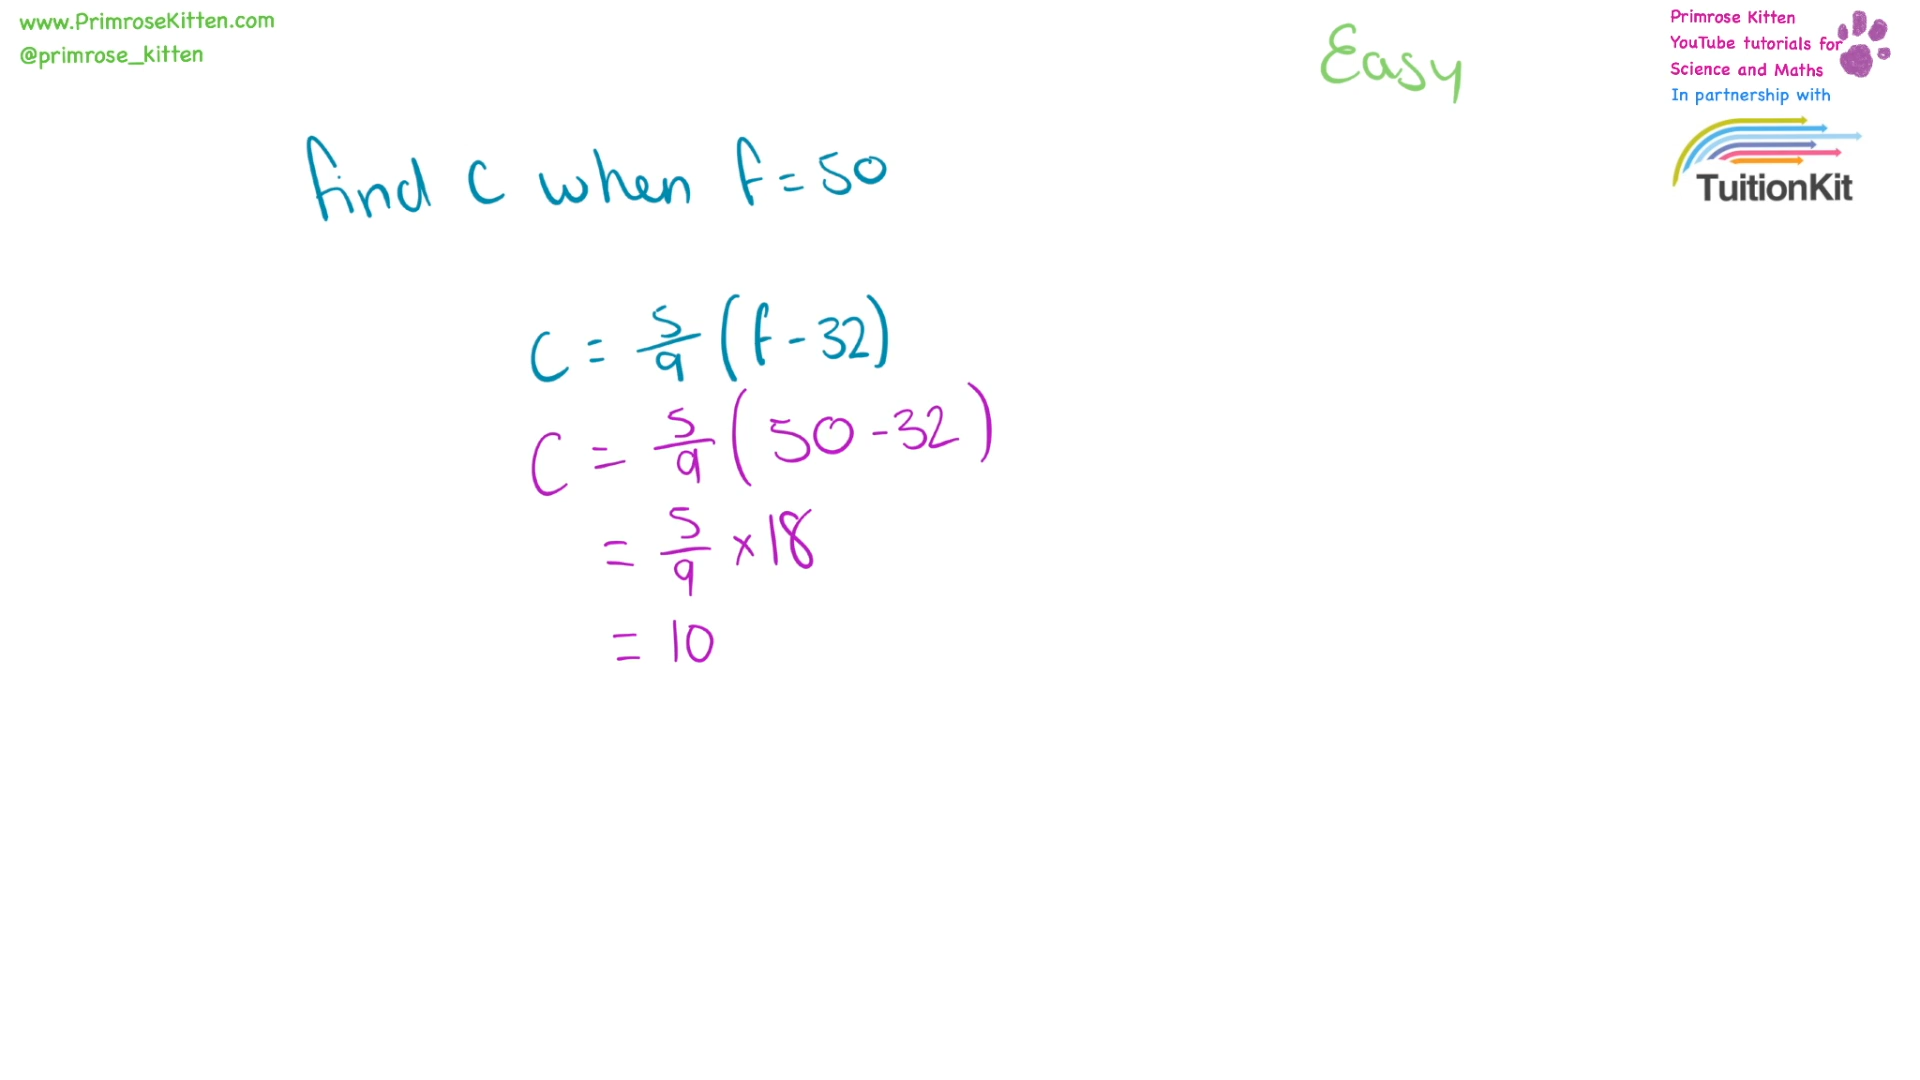 www.PrimroseKitten.com
@primrose_kitten
Easy
Primrose Kitten
YouTube tutorials for
Science and Maths
In partnership with
TuitionKit
find C when f = 50
C = 5/9 (f - 32)
C = 5/9 (50 - 32)
= 5/9 × 18
= 10